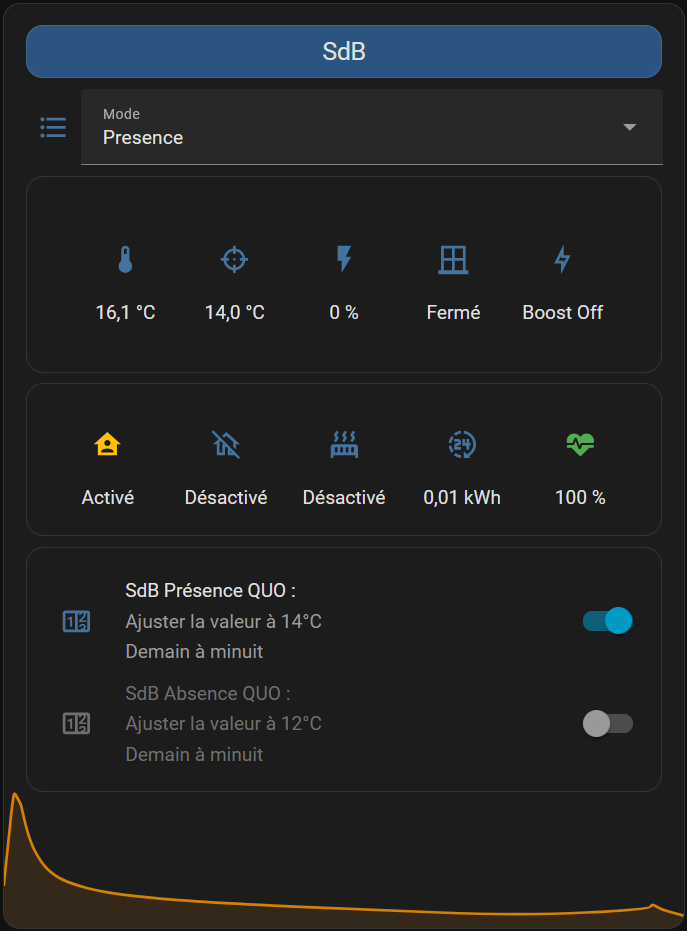 SdB
Mode
Presence
16,1 °C 14,0 °C 0 % Fermé Boost Off
24
Activé Désactivé Désactivé 0,01 kWh 100 %
SdB Présence QUO :
Ajuster la valeur à 14°C
Demain à minuit
SdB Absence QUO :
Ajuster la valeur à 12°C
Demain à minuit